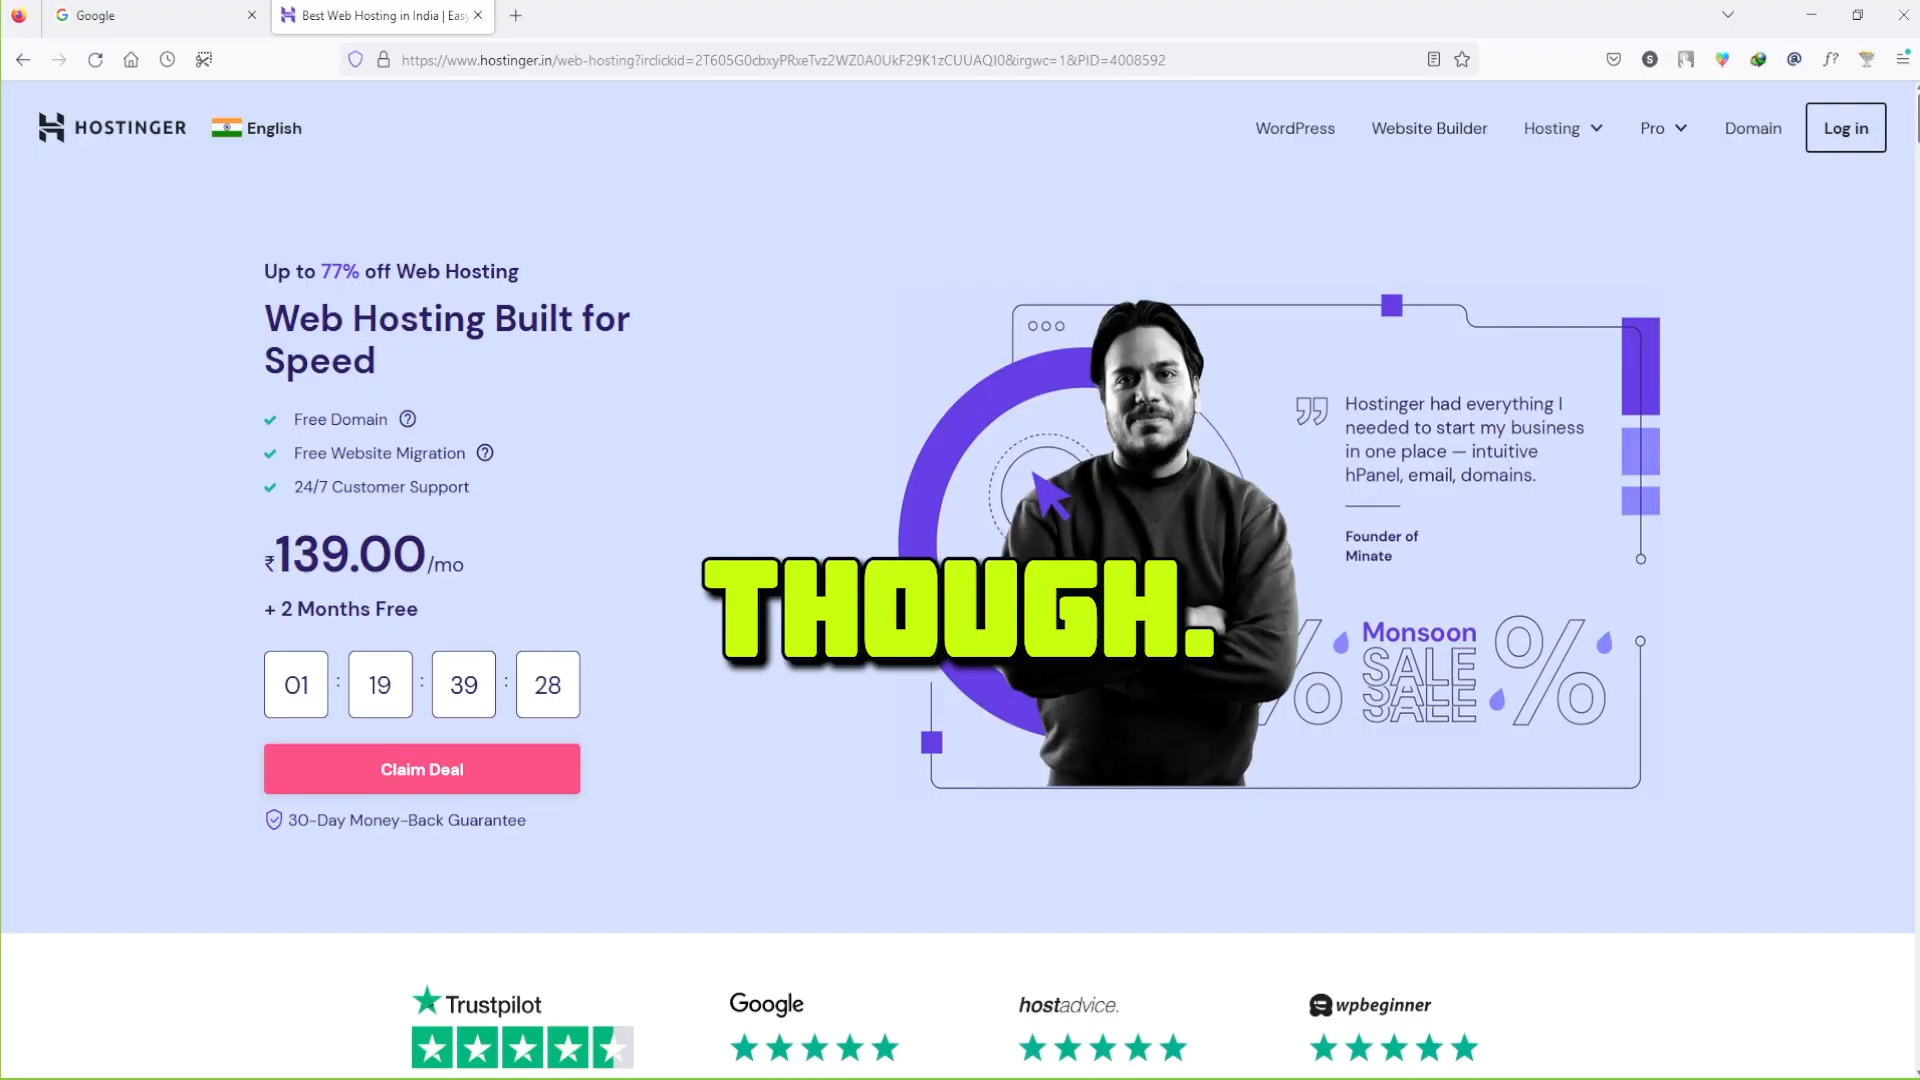 Google
Best Web Hosting in India | Easy
https://www.hostinger.in/web-hosting?irclickid=2T605G0cbxyPRxeTvz2WZ0A0UkF29K1zCUUAQI0&irgwc=1&PID=4008592
HOSTINGER
English
WordPress
Website Builder
Hosting
Pro
Domain
Log in
Up to 77% off Web Hosting
Web Hosting Built for
Speed
Free Domain
Free Website Migration
24/7 Customer Support
₹139.00/mo
+ 2 Months Free
01 : 19 : 39 : 28
Claim Deal
30-Day Money-Back Guarantee
Hostinger had everything I
needed to start my business
in one place — intuitive
hPanel, email, domains.
Founder of
Minate
THOUGH.
Monsoon
SALE
SALE
SALE
Trustpilot
Google
hostadvice.
wpbeginner